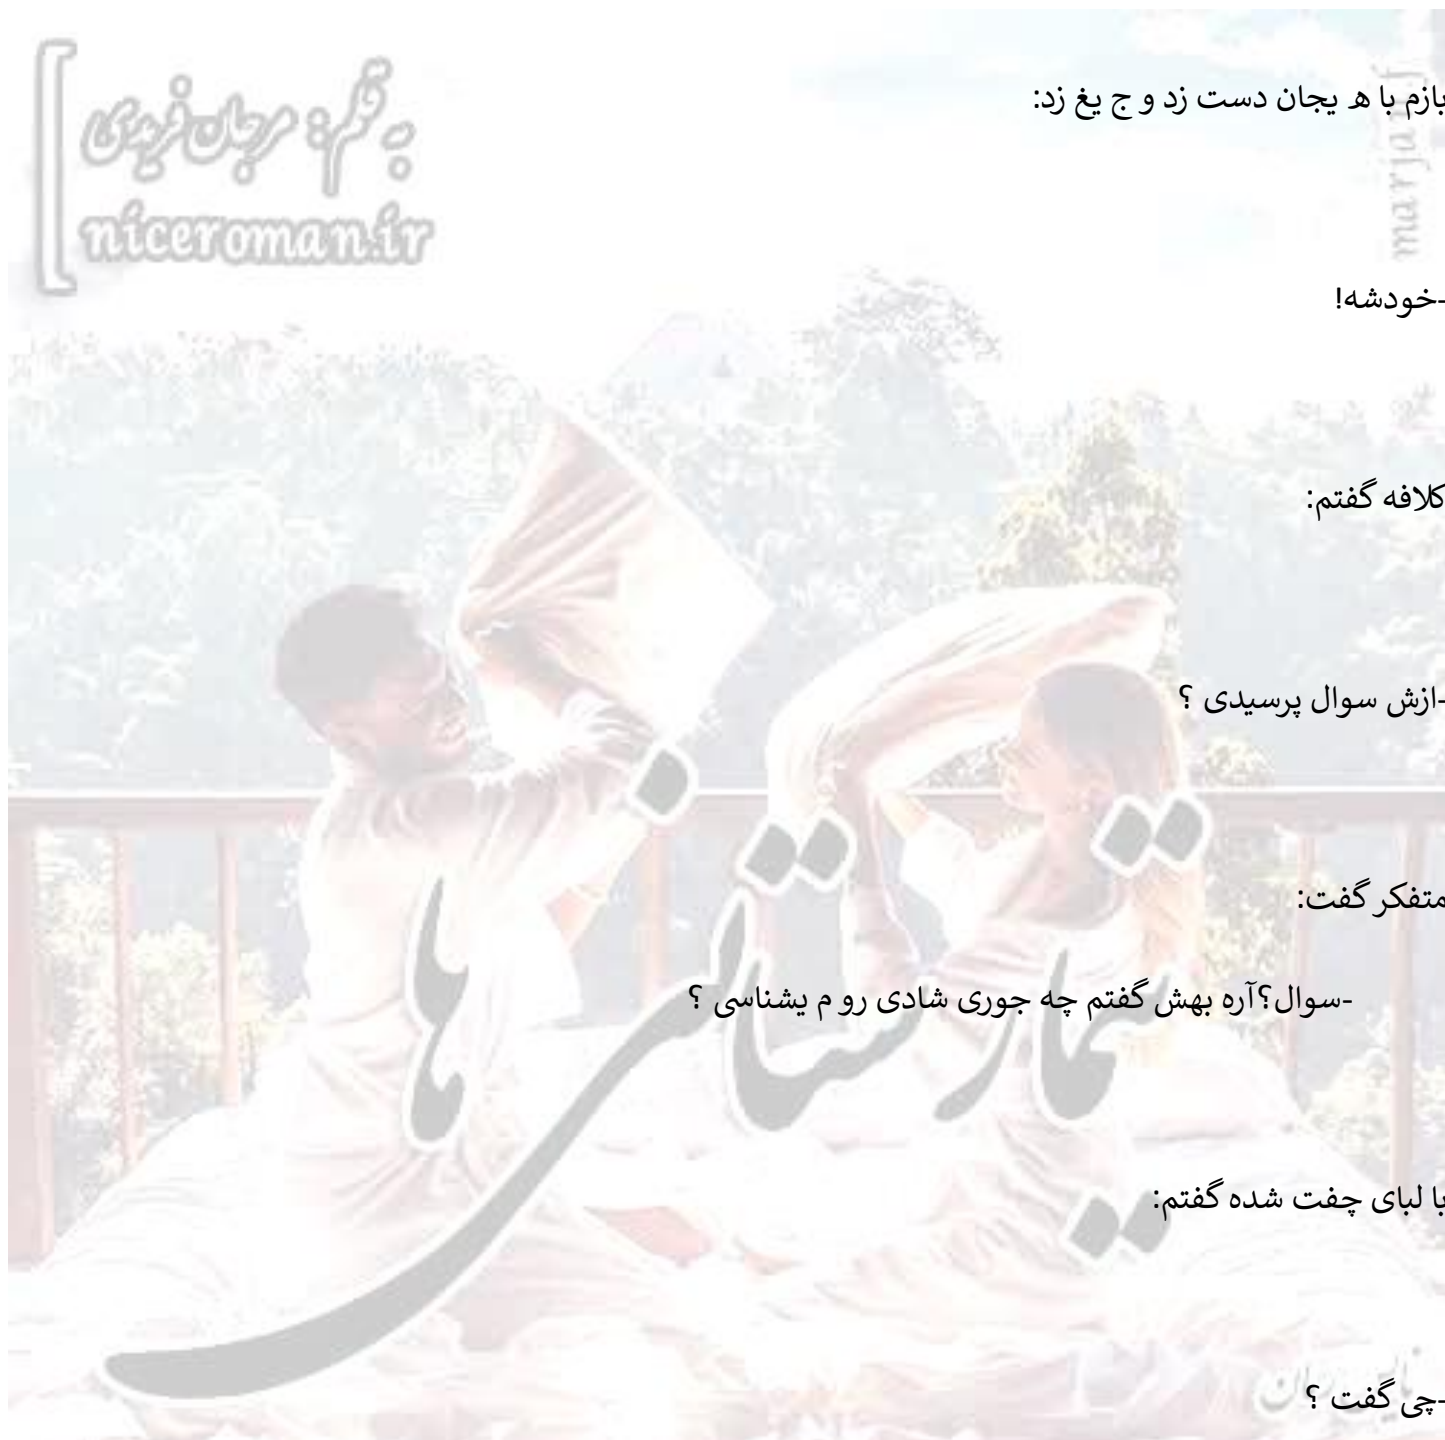 به قلم: مرجان فریدی
niceroman.ir
marjan.f
بازم با ه یجان دست زد و ج یغ زد:
-خودشه!
کلافه گفتم:
-ازش سوال پرسیدی ؟
متفکر گفت:
-سوال؟آره بهش گفتم چه جوری شادی رو م یشناسی ؟
با لبای چفت شده گفتم:
-چی گفت ؟
تیمارستانی ها